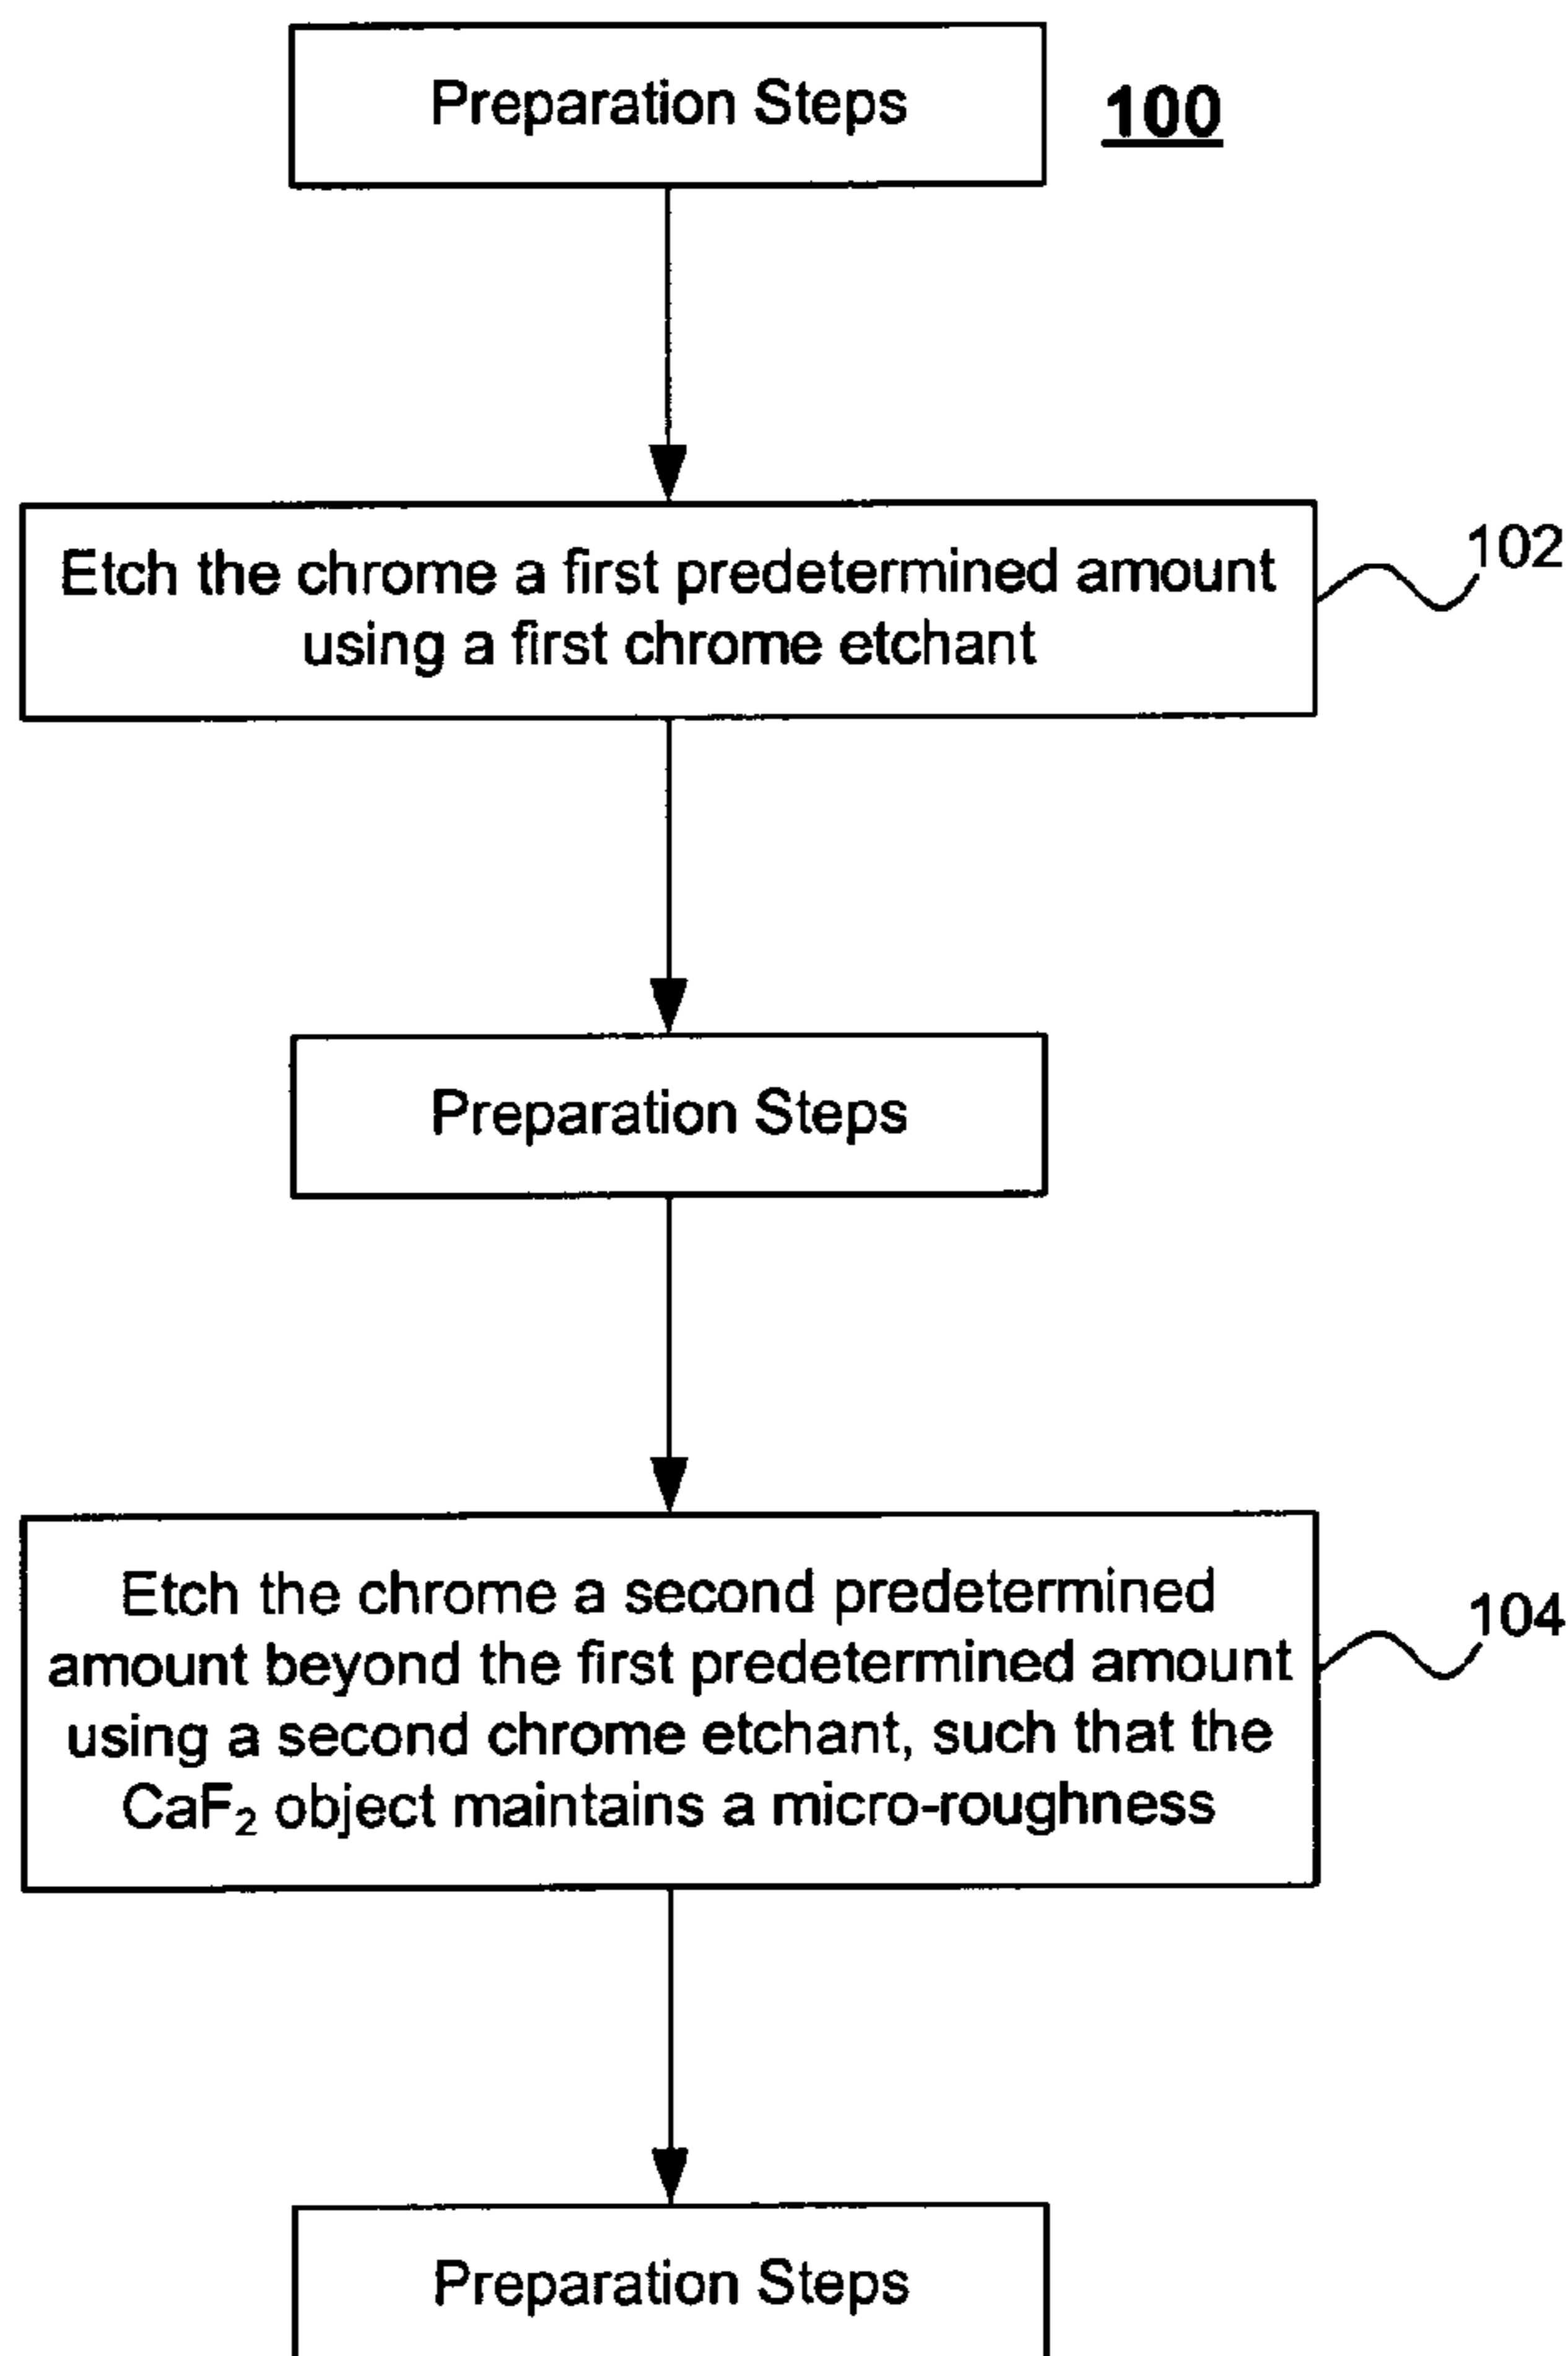 Preparation Steps
100
Etch the chrome a first predetermined amount
using a first chrome etchant
102
Preparation Steps
Etch the chrome a second predetermined
amount beyond the first predetermined amount
using a second chrome etchant, such that the
CaF₂ object maintains a micro-roughness
104
Preparation Steps